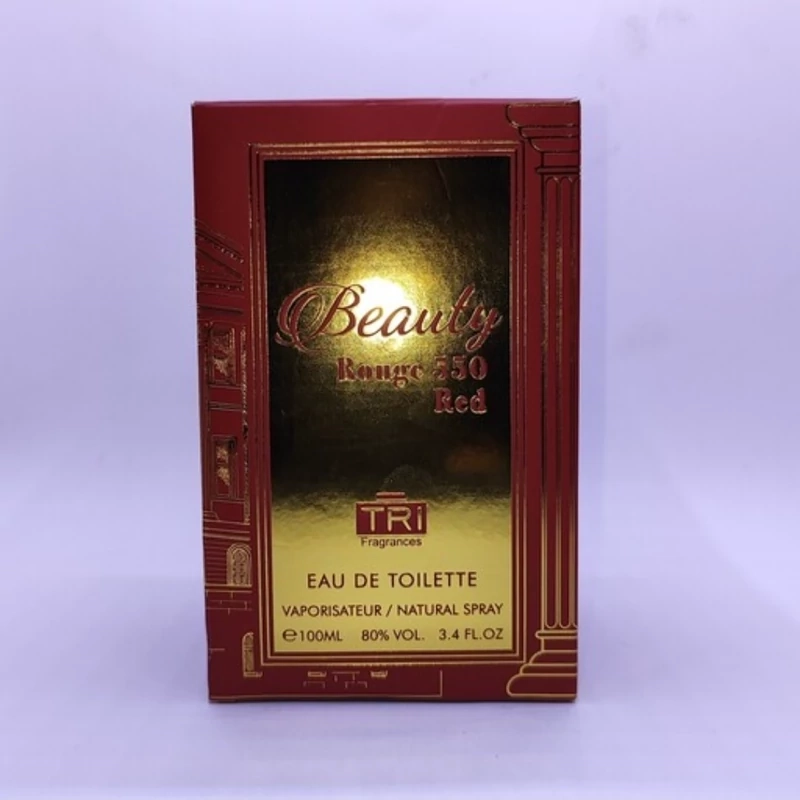 Beauty
Rouge 550
Red
TRI
Fragrances
EAU DE TOILETTE
VAPORISATEUR / NATURAL SPRAY
℮100ML 80% VOL. 3.4 FL.OZ